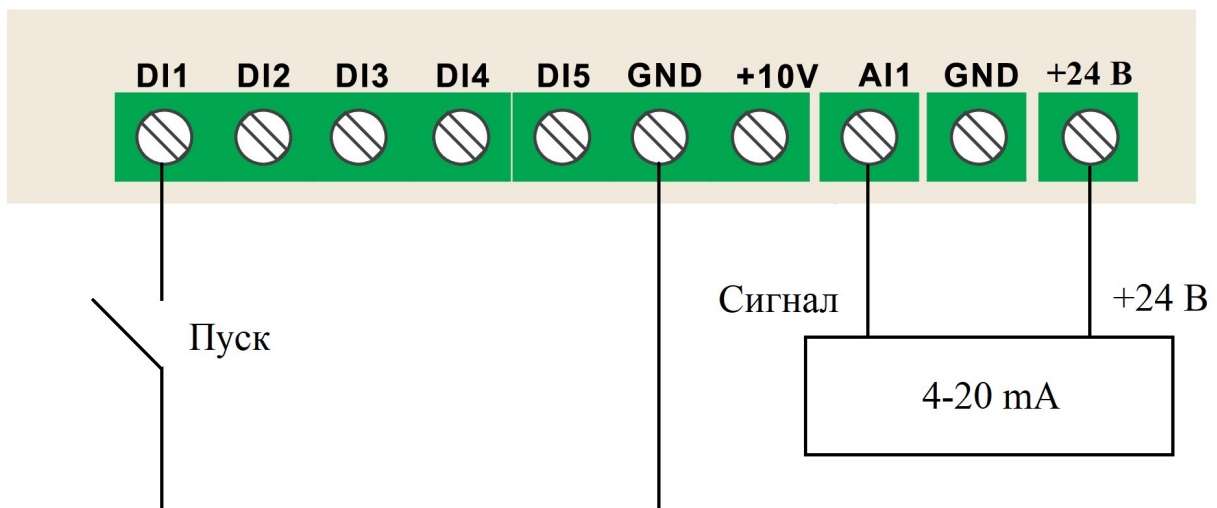 DI1 DI2 DI3 DI4 DI5 GND +10V AI1 GND +24 В
Сигнал +24 В
Пуск
4-20 mA